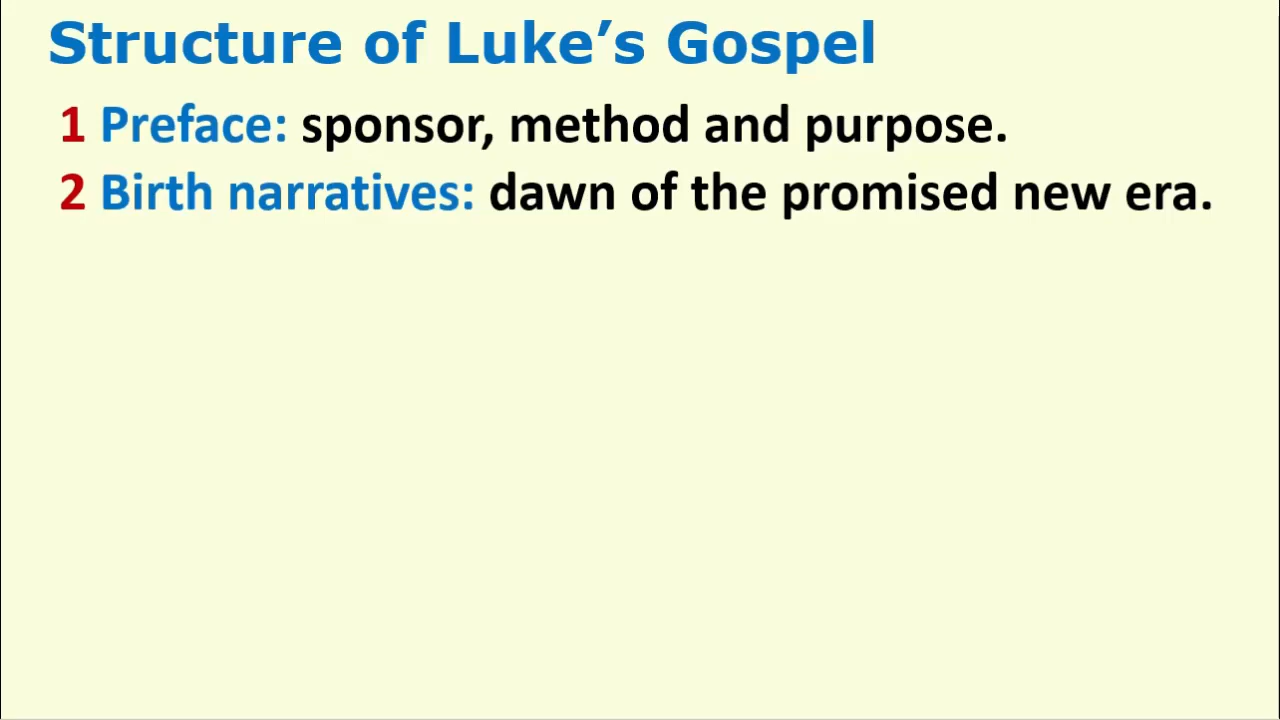 Structure of Luke’s Gospel
1 Preface: sponsor, method and purpose.
2 Birth narratives: dawn of the promised new era.